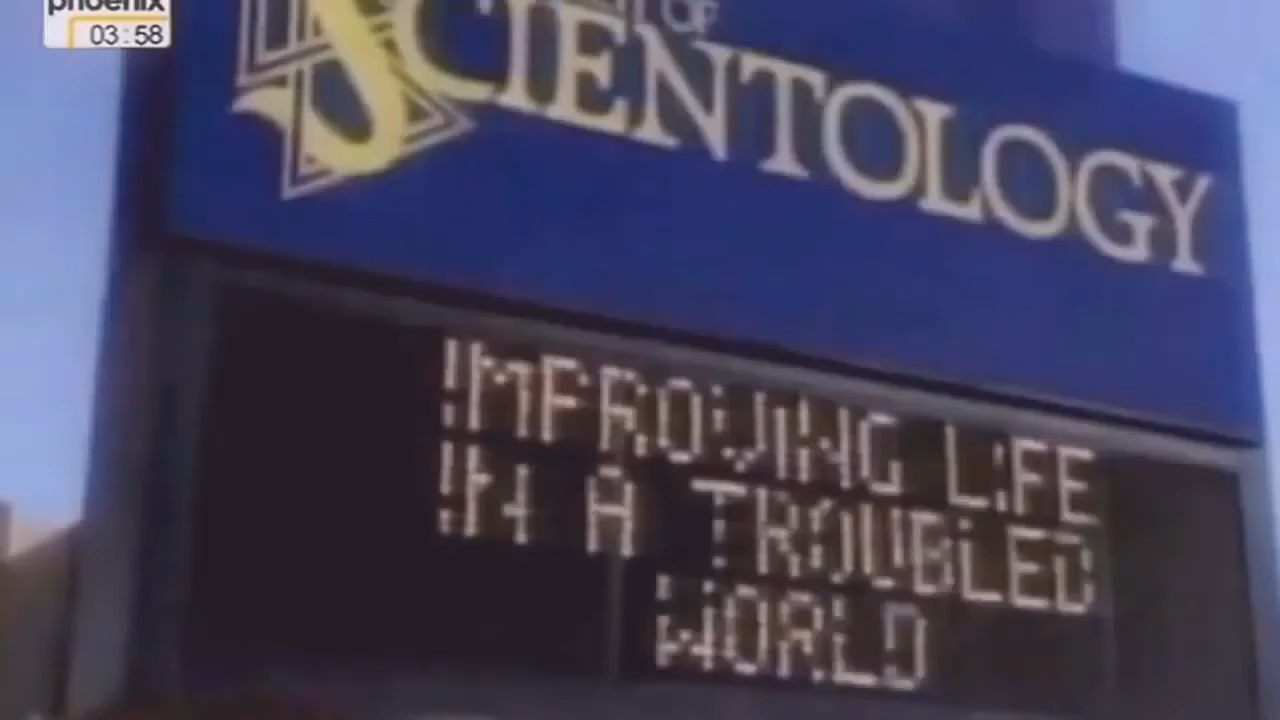 phoenix
03:58
OF
SCIENTOLOGY
IMPROVING LIFE
IN A TROUBLED
WORLD